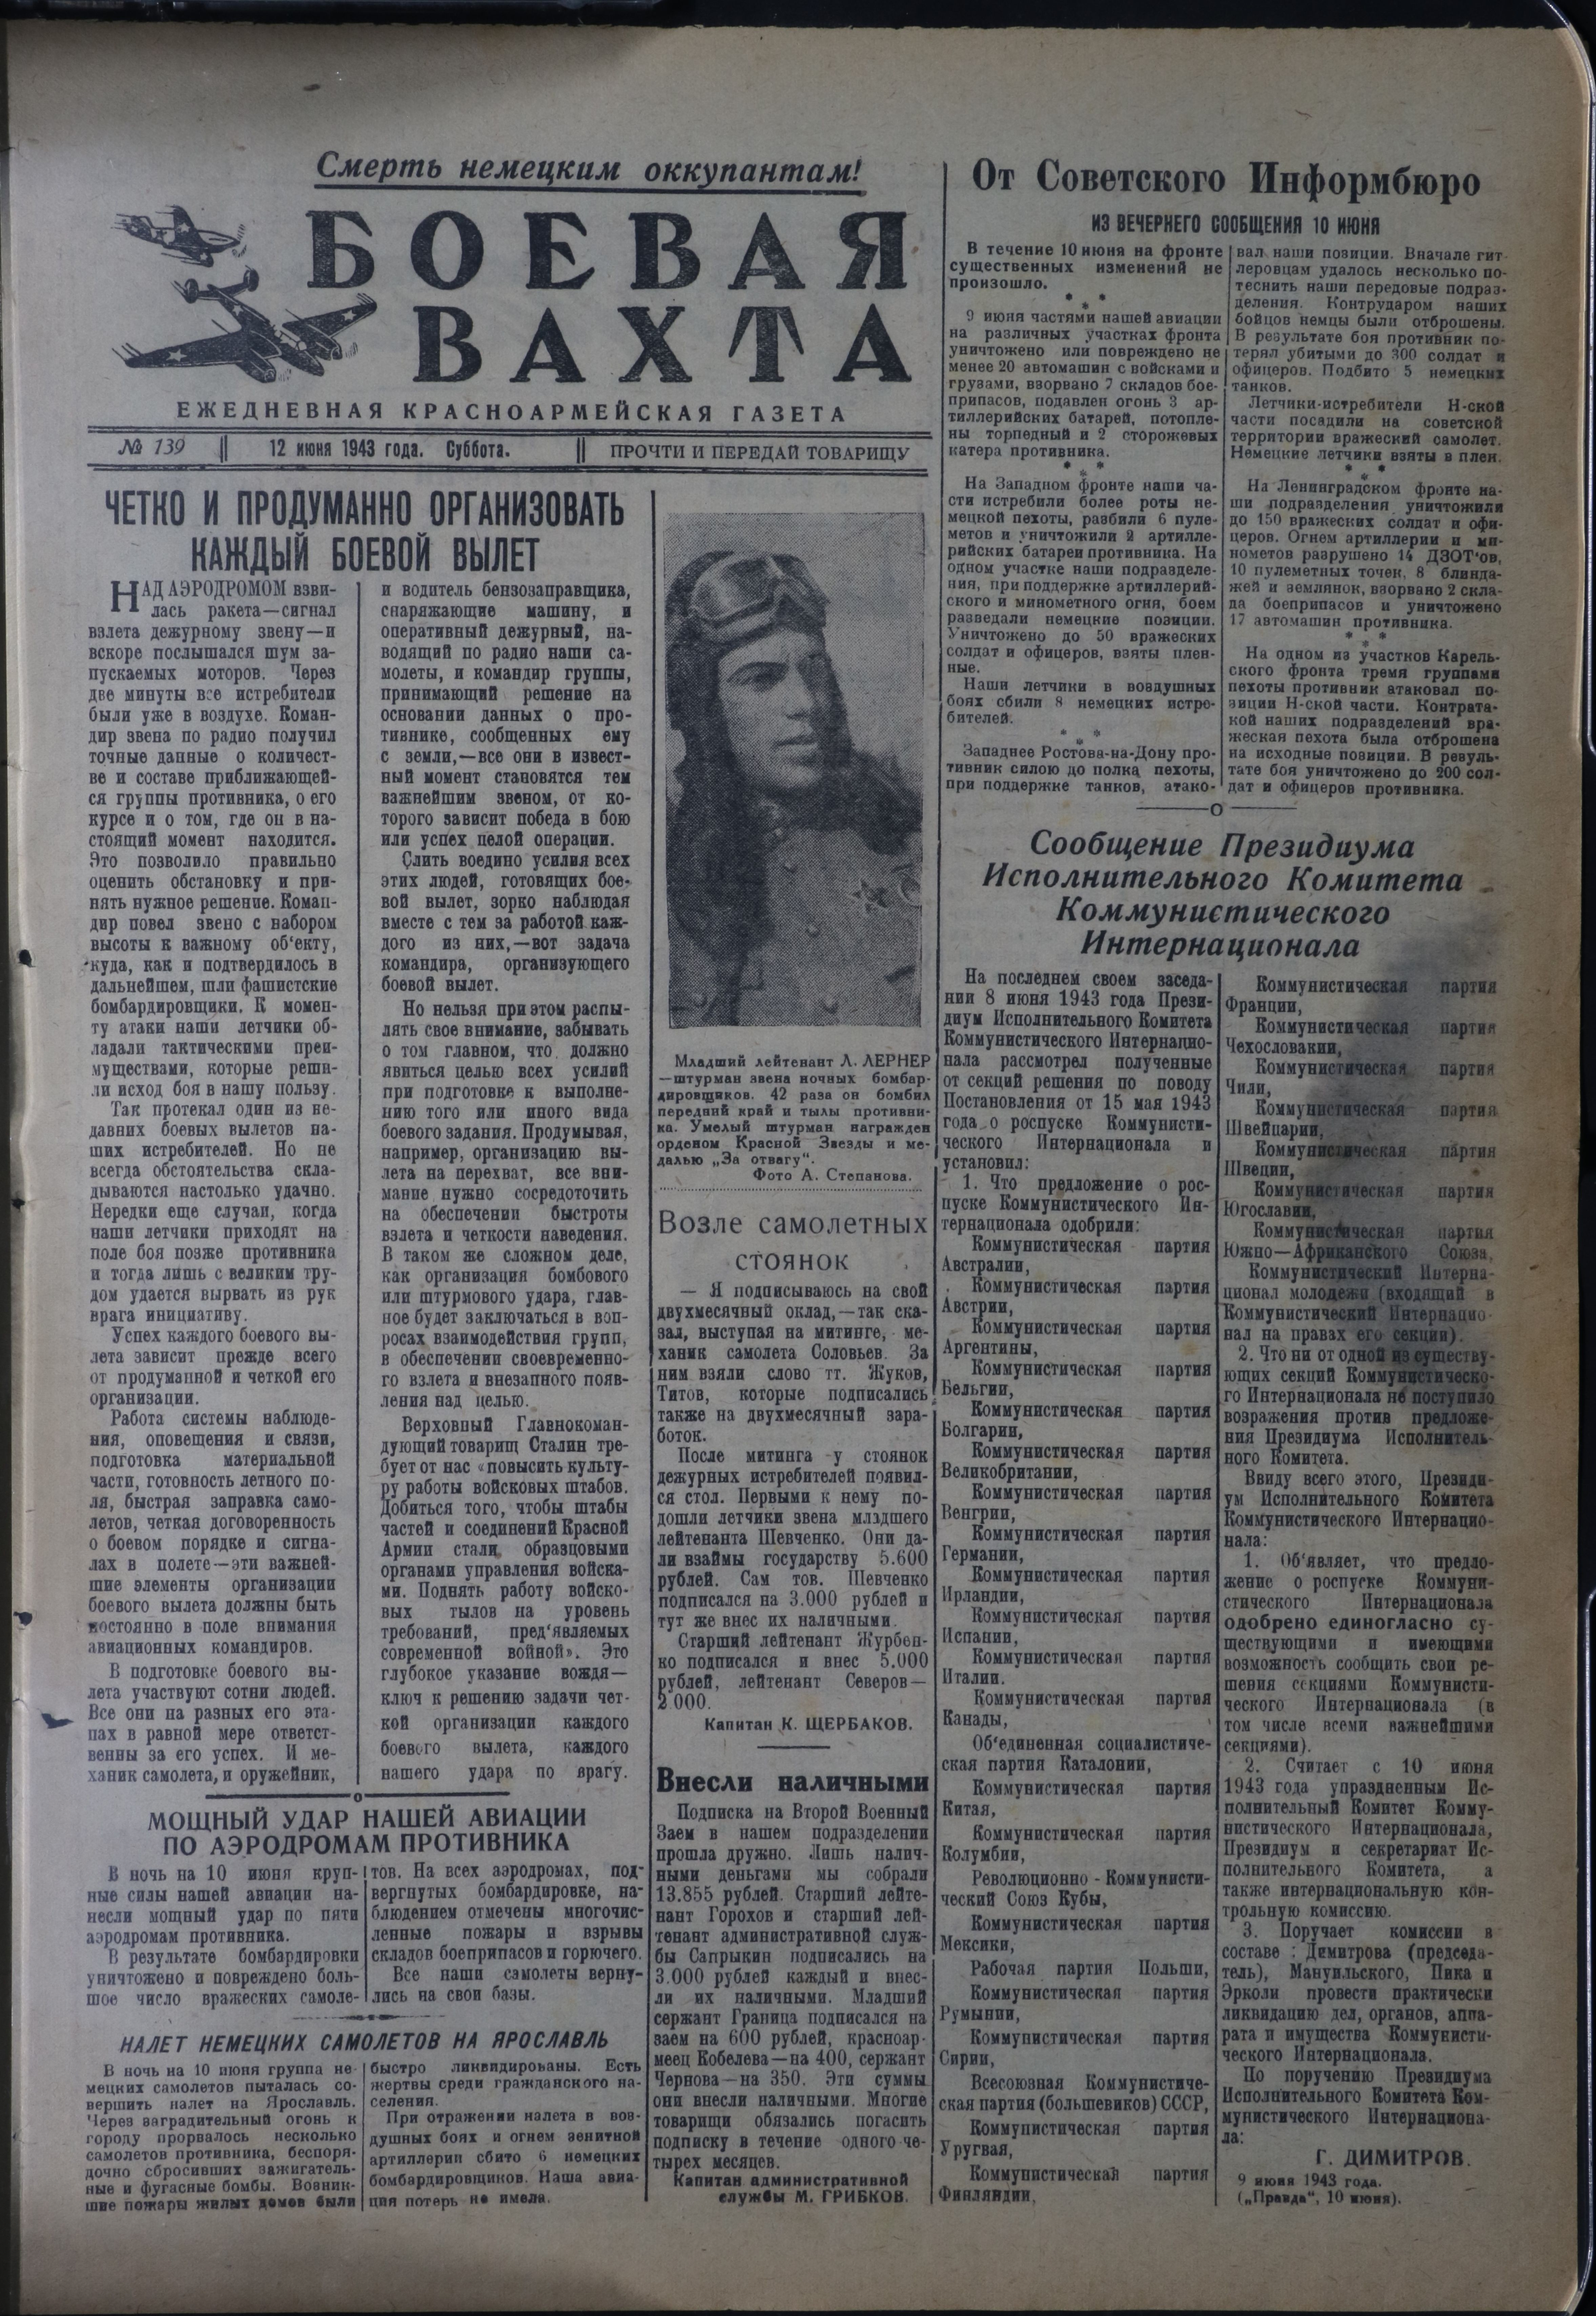 Смерть немецким оккупантам!
БОЕВАЯ
ВАХТА
ЕЖЕДНЕВНАЯ КРАСНОАРМЕЙСКАЯ ГАЗЕТА
№ 139
12 июня 1943 года. Суббота.
ПРОЧТИ И ПЕРЕДАЙ ТОВАРИЩУ
ЧЕТКО И ПРОДУМАННО ОРГАНИЗОВАТЬ
КАЖДЫЙ БОЕВОЙ ВЫЛЕТ
НАД АЭРОДРОМОМ взви-
лась ракета—сигнал
взлета дежурному звену—и
вскоре послышался шум за-
пускаемых моторов. Через
две минуты все истребители
были уже в воздухе. Коман-
дир звена по радио получил
точные данные о количест-
ве и составе приближающей-
ся группы противника, о его
курсе и о том, где он в на-
стоящий момент находится.
Это позволило правильно
оценить обстановку и при-
нять нужное решение. Коман-
дир повел звено с набором
высоты к важному об'екту,
куда, как и подтвердилось в
дальнейшем, шли фашистские
бомбардировщики. К момен-
ту атаки наши летчики об-
ладали тактическими преи-
муществами, которые реши-
ли исход боя в нашу пользу.
Так протекал один из не-
давних боевых вылетов на-
ших истребителей. Но не
всегда обстоятельства скла-
дываются настолько удачно.
Нередки еще случаи, когда
наши летчики приходят на
поле боя позже противника
и тогда лишь с великим тру-
дом удается вырвать из рук
врага инициативу.
Успех каждого боевого вы-
лета зависит прежде всего
от продуманной и четкой его
организации.
Работа системы наблюде-
ния, оповещения и связи,
подготовка материальной
части, готовность летного по-
ля, быстрая заправка само-
летов, четкая договоренность
о боевом порядке и сигна-
лах в полете—эти важней-
шие элементы организации
боевого вылета должны быть
постоянно в поле внимания
авиационных командиров.
В подготовке боевого вы-
лета участвуют сотни людей.
Все они на разных его эта-
пах в равной мере ответст-
венны за его успех. И ме-
ханик самолета, и оружейник,
и водитель бензозаправщика,
снаряжающие машину, и
оперативный дежурный, на-
водящий по радио наши са-
молеты, и командир группы,
принимающий решение на
основании данных о про-
тивнике, сообщенных ему
с земли,—все они в извест-
ный момент становятся тем
важнейшим звеном, от ко-
торого зависит победа в бою
или успех целой операции.
Слить воедино усилия всех
этих людей, готовящих бое-
вой вылет, зорко наблюдая
вместе с тем за работой каж-
дого из них,—вот задача
командира, организующего
боевой вылет.
Но нельзя при этом распы-
лять свое внимание, забывать
о том главном, что должно
явиться целью всех усилий
при подготовке к выполне-
нию того или иного вида
боевого задания. Продумывая,
например, организацию вы-
лета на перехват, все вни-
мание нужно сосредоточить
на обеспечении быстроты
взлета и четкости наведения.
В таком же сложном деле,
как организация бомбового
или штурмового удара, глав-
ное будет заключаться в воп-
росах взаимодействия групп,
в обеспечении своевременно-
го взлета и внезапного появ-
ления над целью.
Верховный Главнокоман-
дующий товарищ Сталин тре-
бует от нас «повысить культу-
ру работы войсковых штабов.
Добиться того, чтобы штабы
частей и соединений Красной
Армии стали образцовыми
органами управления войска-
ми. Поднять работу войско-
вых тылов на уровень
требований, пред'являемых
современной войной». Это
глубокое указание вождя—
ключ к решению задачи чет-
кой организации каждого
боевого вылета, каждого
нашего удара по врагу.
МОЩНЫЙ УДАР НАШЕЙ АВИАЦИИ
ПО АЭРОДРОМАМ ПРОТИВНИКА
В ночь на 10 июня круп-
ные силы нашей авиации на-
несли мощный удар по пяти
аэродромам противника.
В результате бомбардировки
уничтожено и повреждено боль-
шое число вражеских самоле-
тов. На всех аэродромах, под-
вергнутых бомбардировке, на-
блюдением отмечены многочис-
ленные пожары и взрывы
складов боеприпасов и горючего.
Все наши самолеты верну-
лись на свои базы.
НАЛЕТ НЕМЕЦКИХ САМОЛЕТОВ НА ЯРОСЛАВЛЬ
В ночь на 10 июня группа не-
мецких самолетов пыталась со-
вершить налет на Ярославль.
Через заградительный огонь к
городу прорвалось несколько
самолетов противника, беспоря-
дочно сбросивших зажигатель-
ные и фугасные бомбы. Возник-
шие пожары жилых домов были
быстро ликвидированы. Есть
жертвы среди гражданского на-
селения.
При отражении налета в воз-
душных боях и огнем зенитной
артиллерии сбито 6 немецких
бомбардировщиков. Наша авиа-
ция потерь не имела.
Младший лейтенант Л. ЛЕРНЕР
—штурман звена ночных бомбар-
дировщиков. 42 раза он бомбил
передний край и тылы противни-
ка. Умелый штурман награжден
орденом Красной Звезды и ме-
далью „За отвагу".
Фото А. Степанова.
Возле самолетных
стоянок
— Я подписываюсь на свой
двухмесячный оклад,—так ска-
зал, выступая на митинге, ме-
ханик самолета Соловьев. За
ним взяли слово тт. Жуков,
Титов, которые подписались
также на двухмесячный зара-
боток.
После митинга у стоянок
дежурных истребителей появил-
ся стол. Первыми к нему по-
дошли летчики звена младшего
лейтенанта Шевченко. Они да-
ли взаймы государству 5.600
рублей. Сам тов. Шевченко
подписался на 3.000 рублей и
тут же внес их наличными.
Старший лейтенант Журбен-
ко подписался и внес 5.000
рублей, лейтенант Северов—
2 000.
Капитан К. ЩЕРБАКОВ.
Внесли наличными
Подписка на Второй Военный
Заем в нашем подразделении
прошла дружно. Лишь налич-
ными деньгами мы собрали
13.855 рублей. Старший лейте-
нант Горохов и старший лей-
тенант административной служ-
бы Сапрыкин подписались на
3.000 рублей каждый и внес-
ли их наличными. Младший
сержант Граница подписался на
заем на 600 рублей, красноар-
меец Кобелева—на 400, сержант
Чернова—на 350. Эти суммы
они внесли наличными. Многие
товарищи обязались погасить
подписку в течение одного-че-
тырех месяцев.
Капитан административной
службы М. ГРИБКОВ.
От Советского Информбюро
ИЗ ВЕЧЕРНЕГО СООБЩЕНИЯ 10 ИЮНЯ
В течение 10 июня на фронте
существенных изменений не
произошло.
* * *
9 июня частями нашей авиации
на различных участках фронта
уничтожено или повреждено не
менее 20 автомашин с войсками и
грузами, взорвано 7 складов бое-
припасов, подавлен огонь 3 ар-
тиллерийских батарей, потопле-
ны торпедный и 2 сторожевых
катера противника.
* * *
На Западном фронте наши ча-
сти истребили более роты не-
мецкой пехоты, разбили 6 пуле-
метов и уничтожили 2 артилле-
рийских батареи противника. На
одном участке наши подразделе-
ния, при поддержке артиллерий-
ского и минометного огня, боем
разведали немецкие позиции.
Уничтожено до 50 вражеских
солдат и офицеров, взяты плен-
ные.
Наши летчики в воздушных
боях сбили 8 немецких истре-
бителей.
* * *
Западнее Ростова-на-Дону про-
тивник силою до полка пехоты,
при поддержке танков, атако-
вал наши позиции. Вначале гит-
леровцам удалось несколько по-
теснить наши передовые подраз-
деления. Контрударом наших
бойцов немцы были отброшены.
В результате боя противник по-
терял убитыми до 300 солдат и
офицеров. Подбито 5 немецких
танков.
Летчики-истребители Н-ской
части посадили на советской
территории вражеский самолет.
Немецкие летчики взяты в плен.
* * *
На Ленинградском фронте на-
ши подразделения уничтожили
до 150 вражеских солдат и офи-
церов. Огнем артиллерии и ми-
нометов разрушено 14 ДЗОТ'ов,
10 пулеметных точек, 8 блинда-
жей и землянок, взорвано 2 скла-
да боеприпасов и уничтожено
17 автомашин противника.
* * *
На одном из участков Карель-
ского фронта тремя группами
пехоты противник атаковал по-
зиции Н-ской части. Контрата-
кой наших подразделений вра-
жеская пехота была отброшена
на исходные позиции. В резуль-
тате боя уничтожено до 200 сол-
дат и офицеров противника.
Сообщение Президиума
Исполнительного Комитета
Коммунистического
Интернационала
На последнем своем заседа-
нии 8 июня 1943 года Прези-
диум Исполнительного Комитета
Коммунистического Интернацио-
нала рассмотрел полученные
от секций решения по поводу
Постановления от 15 мая 1943
года о роспуске Коммунисти-
ческого Интернационала и
установил:
1. Что предложение о рос-
пуске Коммунистического Ин-
тернационала одобрили:
Коммунистическая партия
Австралии,
Коммунистическая партия
Австрии,
Коммунистическая партия
Аргентины,
Коммунистическая партия
Бельгии,
Коммунистическая партия
Болгарии,
Коммунистическая партия
Великобритании,
Коммунистическая партия
Венгрии,
Коммунистическая партия
Германии,
Коммунистическая партия
Ирландии,
Коммунистическая партия
Испании,
Коммунистическая партия
Италии.
Коммунистическая партия
Канады,
Об'единенная социалистиче-
ская партия Каталонии,
Коммунистическая партия
Китая,
Коммунистическая партия
Колумбии,
Революционно - Коммунисти-
ческий Союз Кубы,
Коммунистическая партия
Мексики,
Рабочая партия Польши,
Коммунистическая партия
Румынии,
Коммунистическая партия
Сирии,
Всесоюзная Коммунистиче-
ская партия (большевиков) СССР,
Коммунистическая партия
Уругвая,
Коммунистическая партия
Финляндии,
Коммунистическая партия
Франции,
Коммунистическая партия
Чехословакии,
Коммунистическая партия
Чили,
Коммунистическая партия
Швейцарии,
Коммунистическая партия
Швеции,
Коммунистическая партия
Югославии,
Коммунистическая партия
Южно—Африканского Союза,
Коммунистический Интерна-
ционал молодежи (входящий в
Коммунистический Интернацио-
нал на правах его секции).
2. Что ни от одной из существу-
ющих секций Коммунистическо-
го Интернационала не поступило
возражения против предложе-
ния Президиума Исполнитель-
ного Комитета.
Ввиду всего этого, Президи-
ум Исполнительного Комитета
Коммунистического Интернацио-
нала:
1. Об'являет, что предло-
жение о роспуске Коммуни-
стического Интернационала
одобрено единогласно су-
ществующими и имеющими
возможность сообщить свои ре-
шения секциями Коммунисти-
ческого Интернационала (в
том числе всеми важнейшими
секциями).
2. Считает с 10 июня
1943 года упраздненным Ис-
полнительный Комитет Комму-
нистического Интернационала,
Президиум и секретариат Ис-
полнительного Комитета, а
также интернациональную кон-
трольную комиссию.
3. Поручает комиссии в
составе : Димитрова (председа-
тель), Мануильского, Пика и
Эрколи провести практически
ликвидацию дел, органов, аппа-
рата и имущества Коммунисти-
ческого Интернационала.
По поручению Президиума
Исполнительного Комитета Ком-
мунистического Интернациона-
ла:
Г. ДИМИТРОВ.
9 июня 1943 года.
(„Правда", 10 июня).